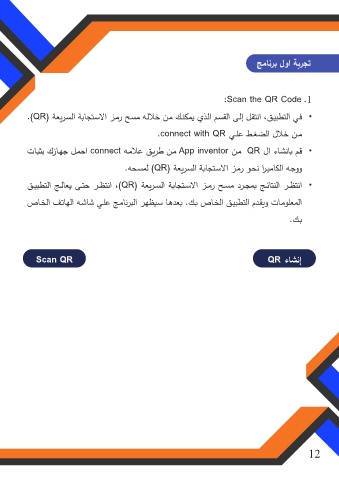 تجربة اول برنامج
1. Scan the QR Code:
• في التطبيق، انتقل إلى القسم الذي يمكنك من خلاله مسح رمز الاستجابة السريعة (QR).
من خلال الضغط علي connect with QR.
• قم بانشاء ال QR من App inventor من طريق علامه connect احمل جهازك بثبات
ووجه الكاميرا نحو رمز الاستجابة السريعة (QR) لمسحه.
• انتظر النتائج بمجرد مسح رمز الاستجابة السريعة (QR)، انتظر حتى يعالج التطبيق
المعلومات ويقدم التطبيق الخاص بك. بعدها سيظهر البرنامج علي شاشه الهاتف الخاص
بك.
إنشاء QR
Scan QR
12